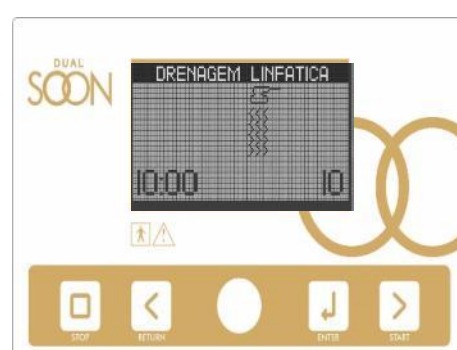 DUAL
SOON
DRENAGEM LINFATICA
10:00 10
STOP
RETURN
ENTER
START